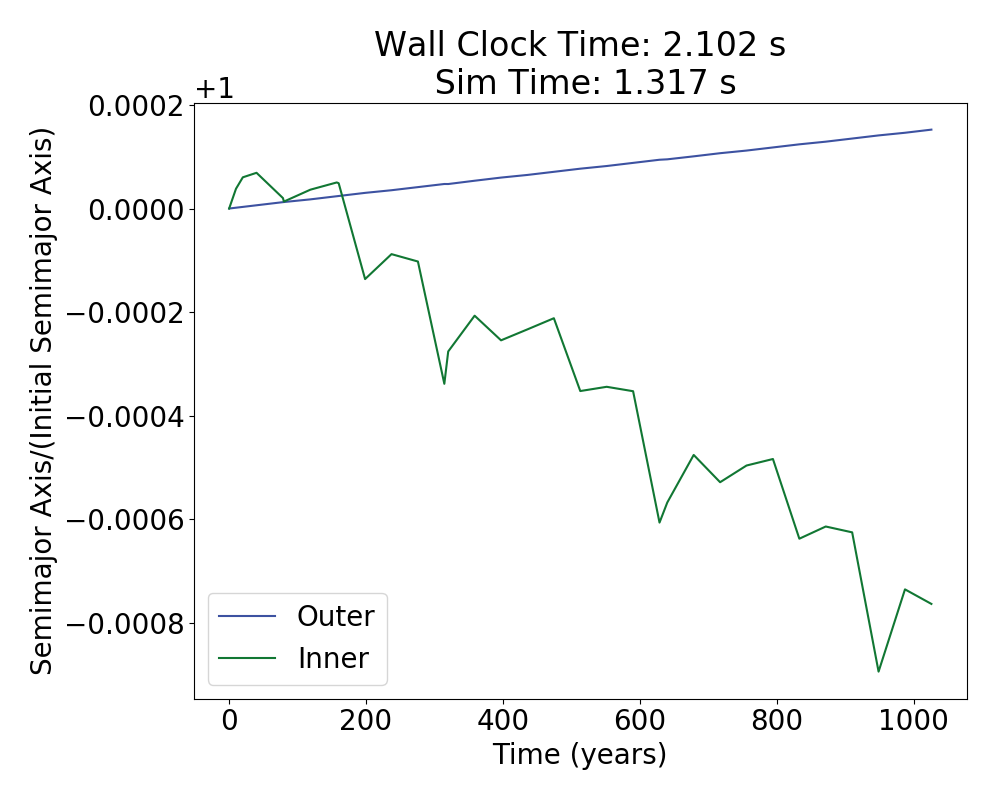 Wall Clock Time: 2.102 s
Sim Time: 1.317 s
+1
0.0002
0.0000
−0.0002
−0.0004
−0.0006
−0.0008
Semimajor Axis/(Initial Semimajor Axis)
Outer
Inner
0 200 400 600 800 1000
Time (years)